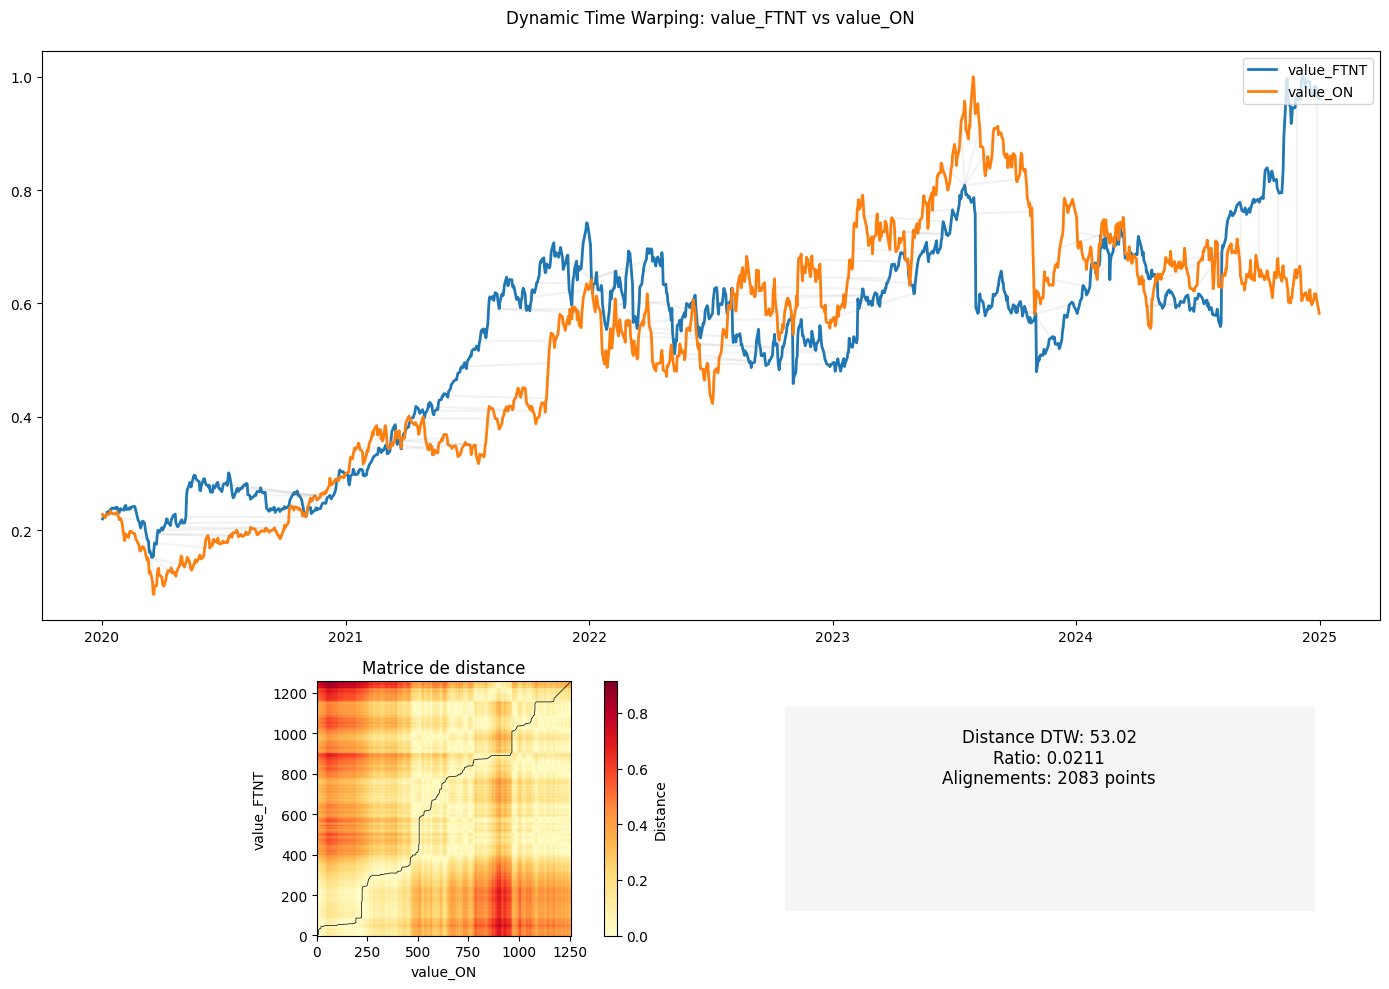 Dynamic Time Warping: value_FTNT vs value_ON
value_FTNT
value_ON
1.0
0.8
0.6
0.4
0.2
2020 2021 2022 2023 2024 2025
Matrice de distance
value_FTNT
1200
1000
800
600
400
200
0
0 250 500 750 1000 1250
value_ON
0.8
0.6
0.4
0.2
0.0
Distance
Distance DTW: 53.02
Ratio: 0.0211
Alignements: 2083 points